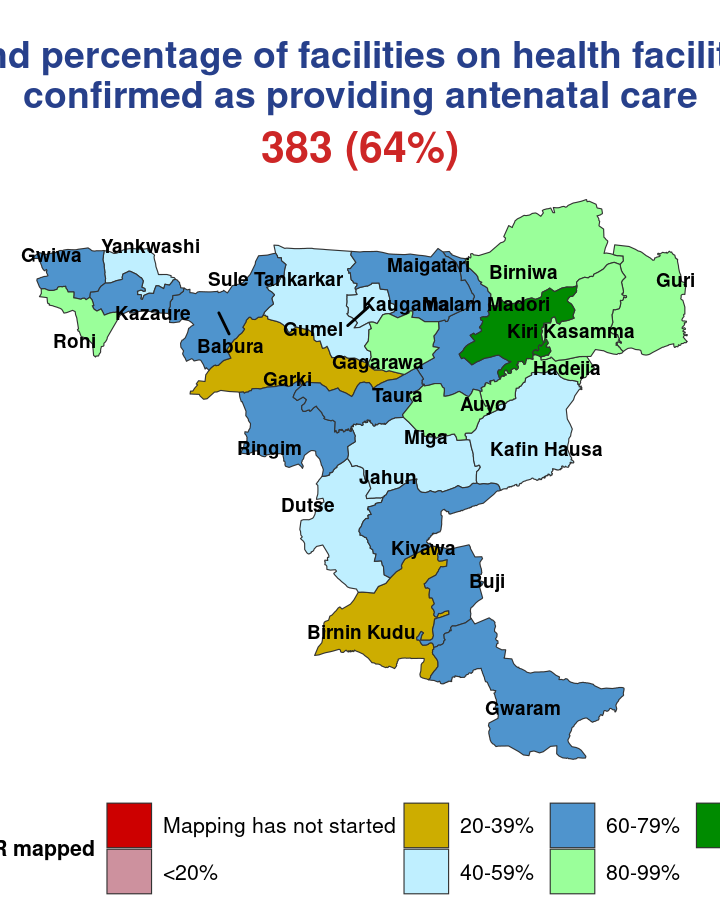 percentage of facilities on health
confirmed as providing antenatal care
383 (64%)
Yankwashi
Gwiwa
Maigatari
Birniwa
Sule Tankarkar
Guri
Kaugama
Malam Madori
Kazaure
Gumel
Kiri Kasamma
Roni
Babura
Gagarawa
Hadejia
Garki
Taura
Auyo
Miga
Ringim
Kafin Hausa
Jahun
Dutse
Kiyawa
Buji
Birnin Kudu
Gwaram
Mapping has not started
20-39%
60-79%
R mapped
<20%
40-59%
80-99%